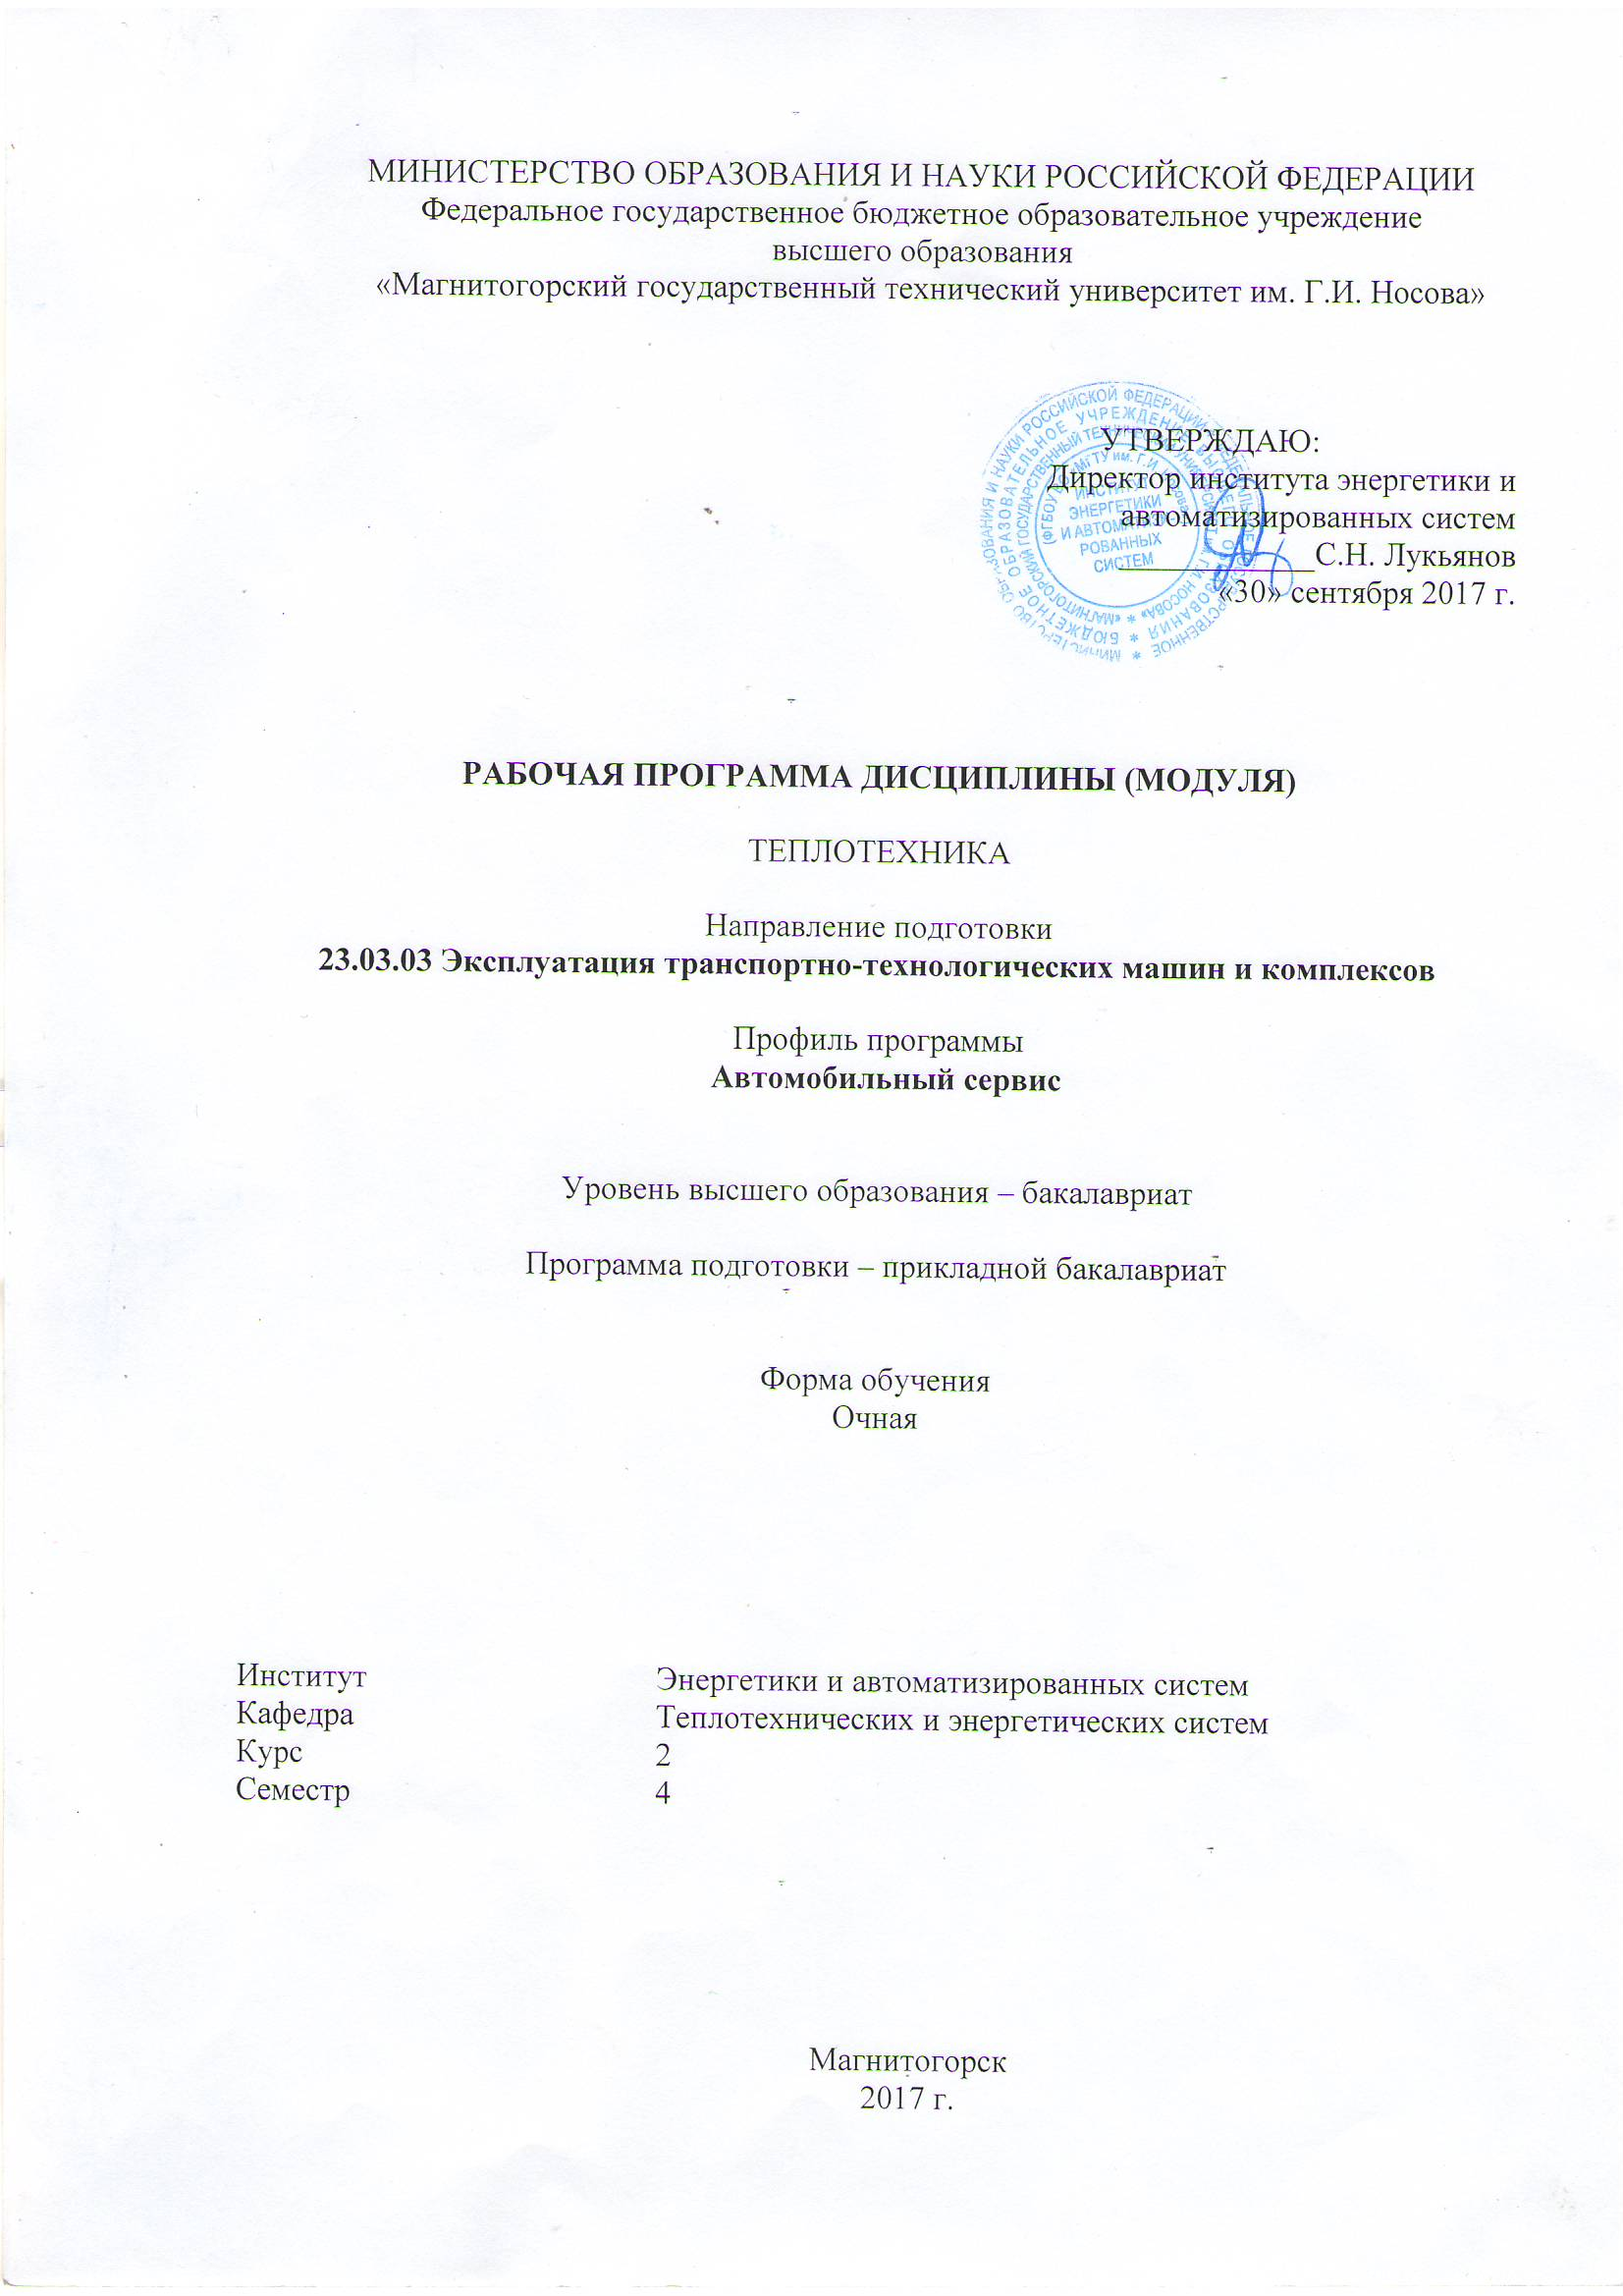 МИНИСТЕРСТВО ОБРАЗОВАНИЯ И НАУКИ РОССИЙСКОЙ ФЕДЕРАЦИИ
Федеральное государственное бюджетное образовательное учреждение
высшего образования
«Магнитогорский государственный технический университет им. Г.И. Носова»
УТВЕРЖДАЮ:
Директор института энергетики и
автоматизированных систем
С.Н. Лукьянов
«30» сентября 2017 г.
ЭНЕРГЕТИКИ
РОВАННЫХ
СИСТЕМ
РАБОЧАЯ ПРОГРАММА ДИСЦИПЛИНЫ (МОДУЛЯ)
ТЕПЛОТЕХНИКА
Направление подготовки
23.03.03 Эксплуатация транспортно-технологических машин и комплексов
Профиль программы
Автомобильный сервис
Уровень высшего образования – бакалавриат
Программа подготовки – прикладной бакалавриат
Форма обучения
Очная
Институт Энергетики и автоматизированных систем
Кафедра Теплотехнических и энергетических систем
Курс 2
Семестр 4
Магнитогорск
2017 г.